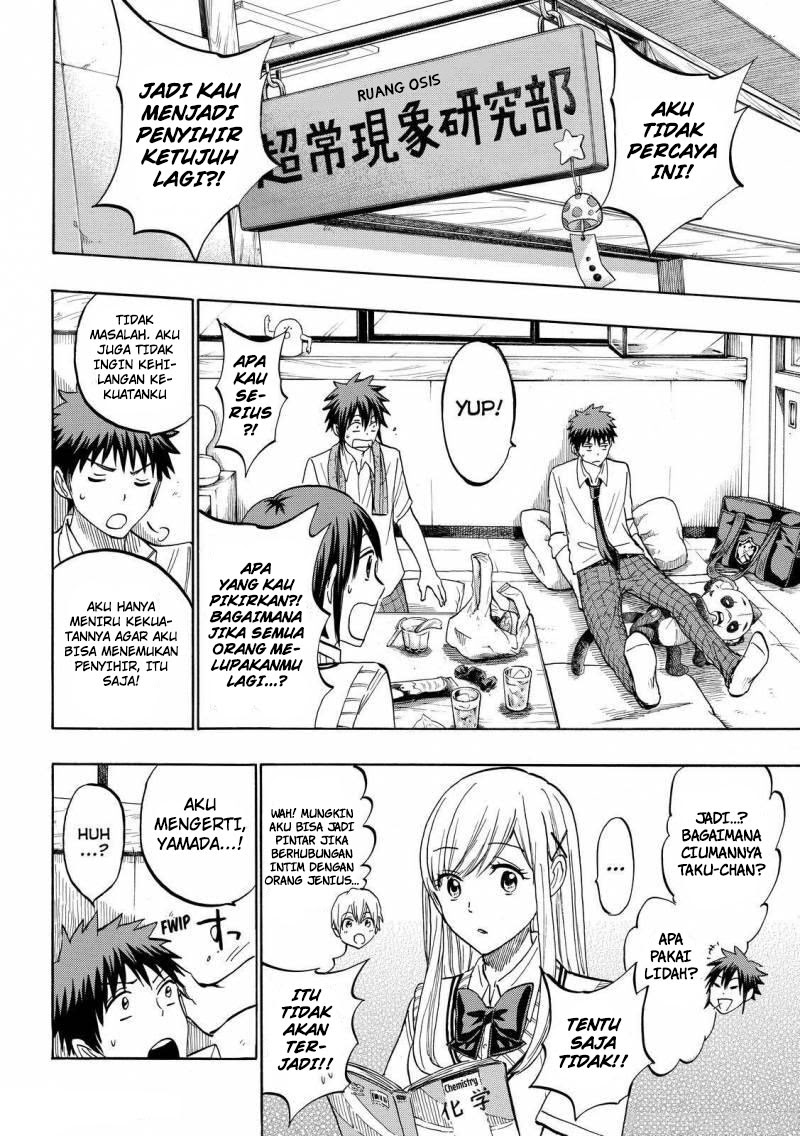 AKU
TIDAK
PERCAYA
INI!
RUANG OSIS
超常現象研究部
JADI KAU
MENJADI
PENYIHIR
KETUJUH
LAGI?!
YUP!
APA
KAU
SE-
RIUS
?!
APA
YANG KAU
PIKIRKAN?!
BAGAIMANA
JIKA SEMUA
ORANG ME-
LUPAKANMU
LAGI...?
TIDAK
MASALAH. AKU
JUGA TIDAK
INGIN KEHI-
LANGAN KE-
KUATANKU
AKU HANYA
MENIRU KEKUA-
TANNYA AGAR AKU
BISA MENEMUKAN
PENYIHIR, ITU
SAJA!
JADI...?
BAGAIMANA
CIUMANNYA
TAKU-CHAN?
APA
PAKAI
LIDAH?
...
TENTU
SAJA
TIDAK!!
WAH! MUNGKIN
AKU BISA JADI
PINTAR JIKA
BERHUBUNGAN
INTIM DENGAN
ORANG JENIUS...
ITU
TIDAK
AKAN
TER-
JADI!!
Chemistry
化学
AKU
MENGERTI,
YAMADA...!
HUH
...?
FWIP
すっ